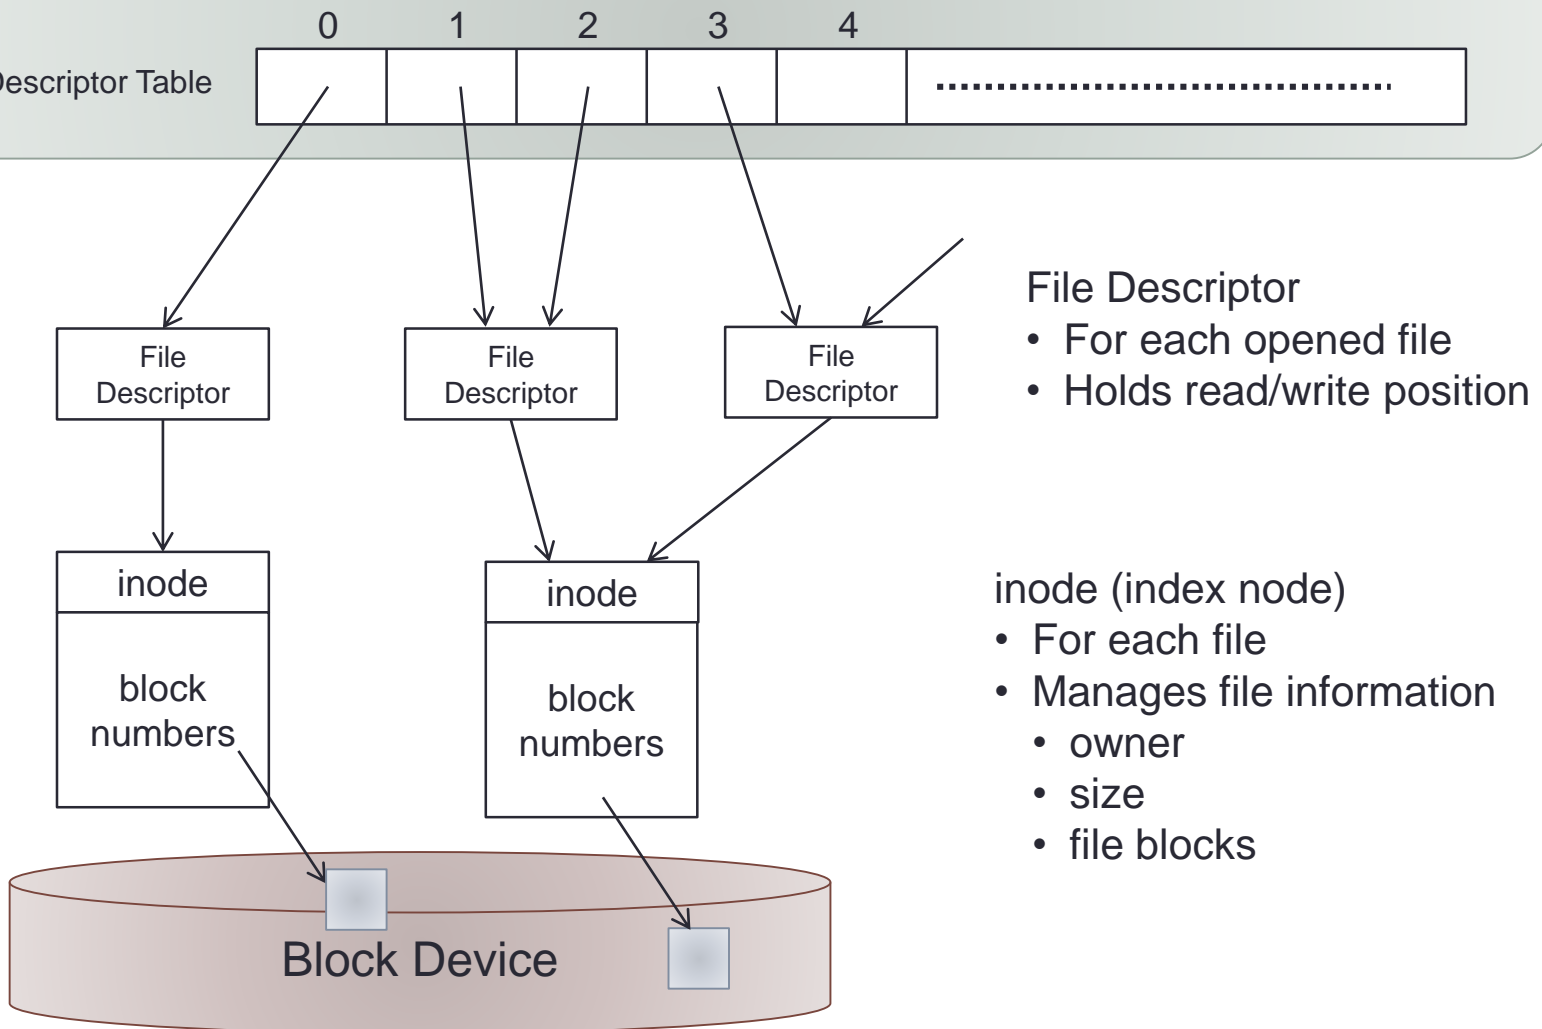 0 1 2 3 4
Descriptor Table
File Descriptor
• For each opened file
• Holds read/write position
File
Descriptor
File
Descriptor
File
Descriptor
inode (index node)
• For each file
• Manages file information
• owner
• size
• file blocks
inode
block
numbers
inode
block
numbers
Block Device